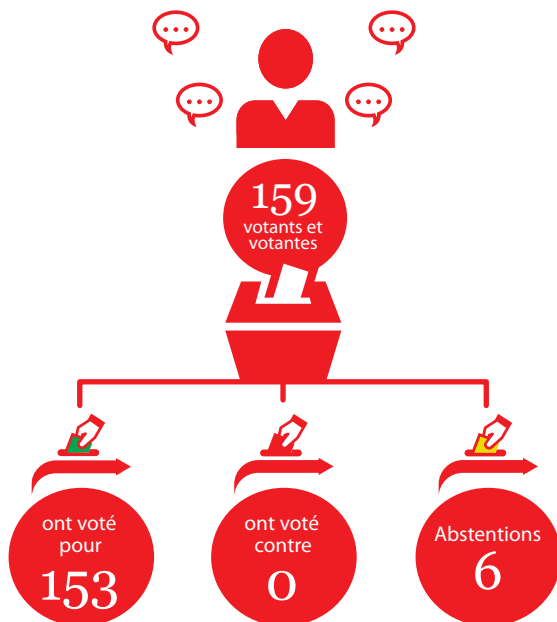 159
votants et
votantes
ont voté
pour
153
ont voté
contre
0
Abstentions
6